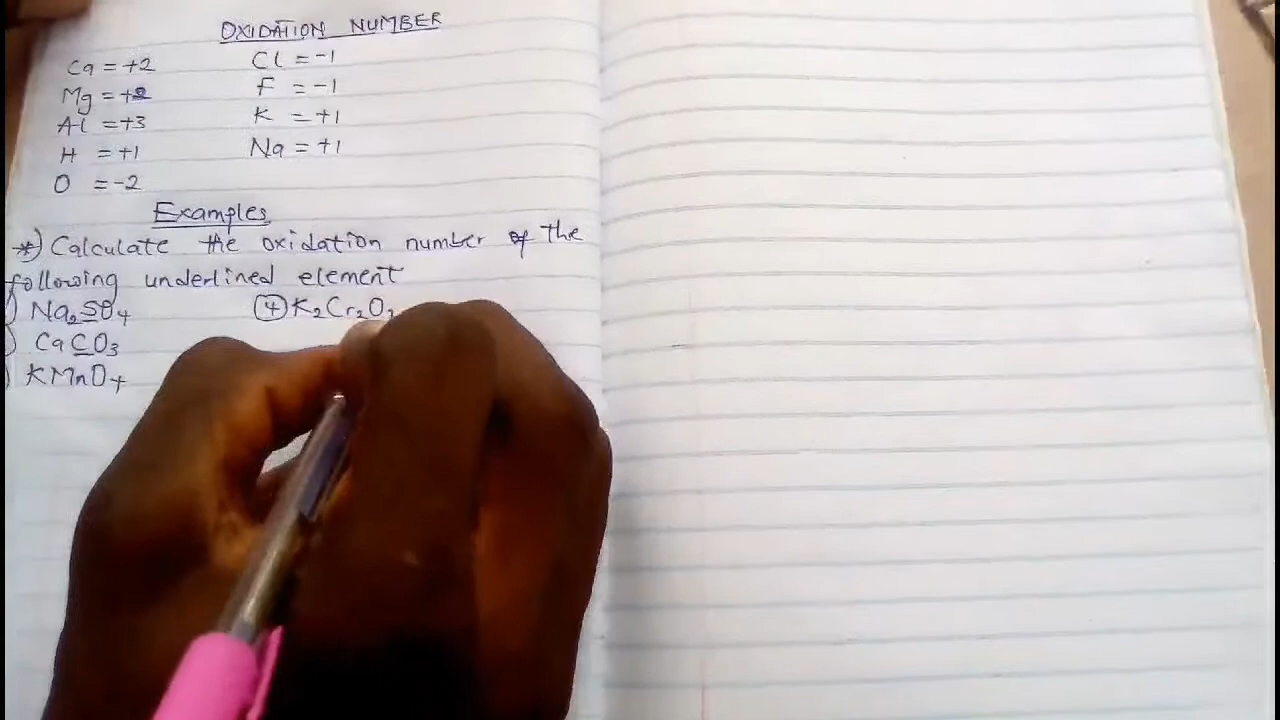 OXIDATION NUMBER
Ca = +2 Cl = -1
Mg = +2 F = -1
Al = +3 K = +1
H = +1 Na = +1
O = -2
Examples
*) Calculate the oxidation number of the
following underlined element
) Na₂SO₄ ④ K₂Cr₂O₇
) CaCO₃
) KMnO₄